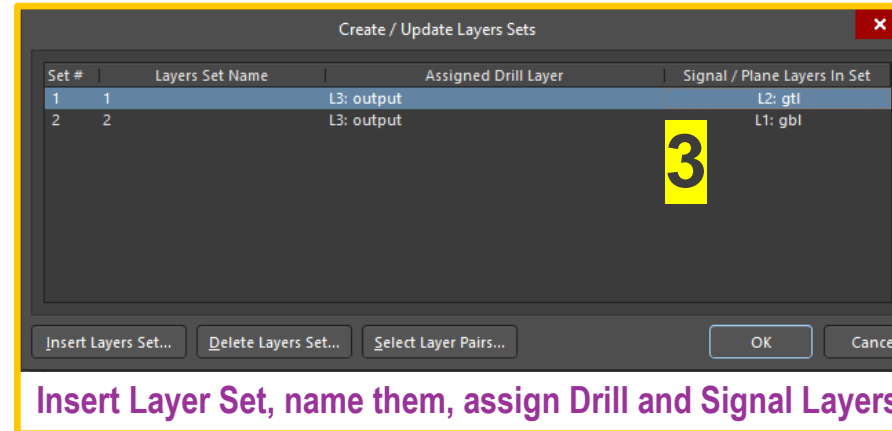 Create / Update Layers Sets
Set # Layers Set Name Assigned Drill Layer Signal / Plane Layers In Set
1 1 L3: output L2: gtl
2 2 L3: output L1: gbl
3
Insert Layers Set... Delete Layers Set... Select Layer Pairs... OK Cance
Insert Layer Set, name them, assign Drill and Signal Layers